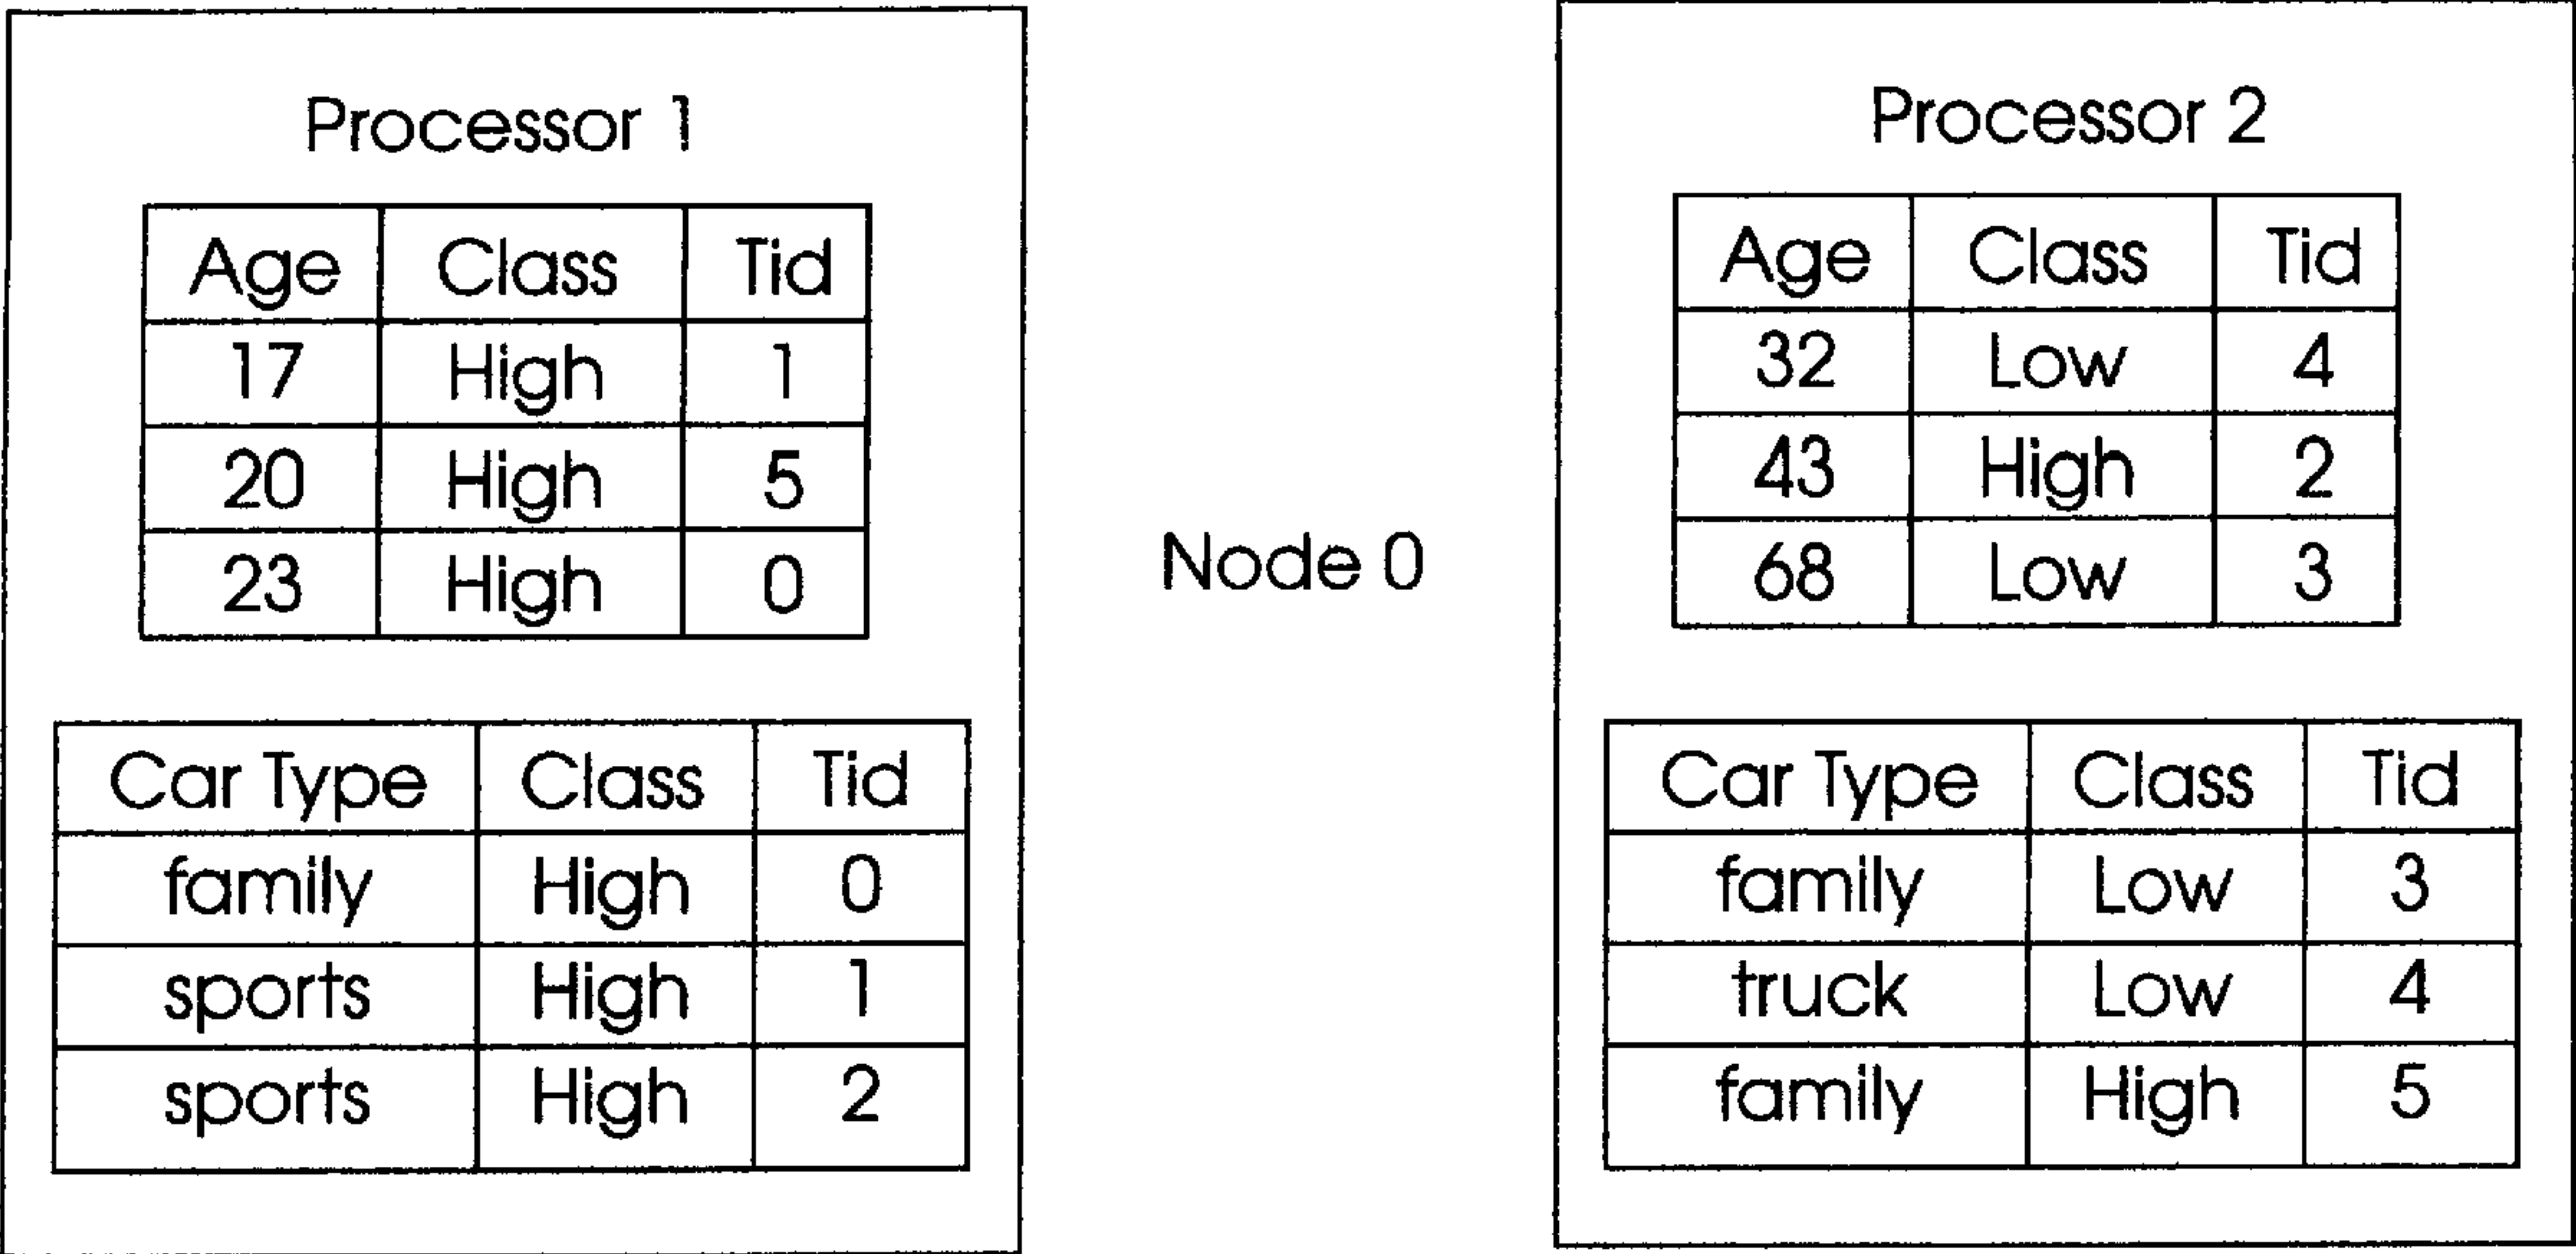 Processor 1
Age Class Tid
17 High 1
20 High 5
23 High 0
Car Type Class Tid
family High 0
sports High 1
sports High 2
Node 0
Processor 2
Age Class Tid
32 Low 4
43 High 2
68 Low 3
Car Type Class Tid
family Low 3
truck Low 4
family High 5